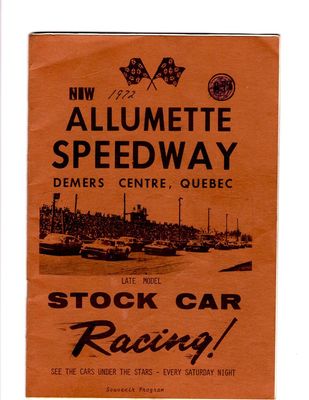 NIW 1972
ALLUMETTE
SPEEDWAY
DEMERS CENTRE, QUEBEC
LATE MODEL
STOCK CAR
Racing!
SEE THE CARS UNDER THE STARS - EVERY SATURDAY NIGHT
Souvenir Program